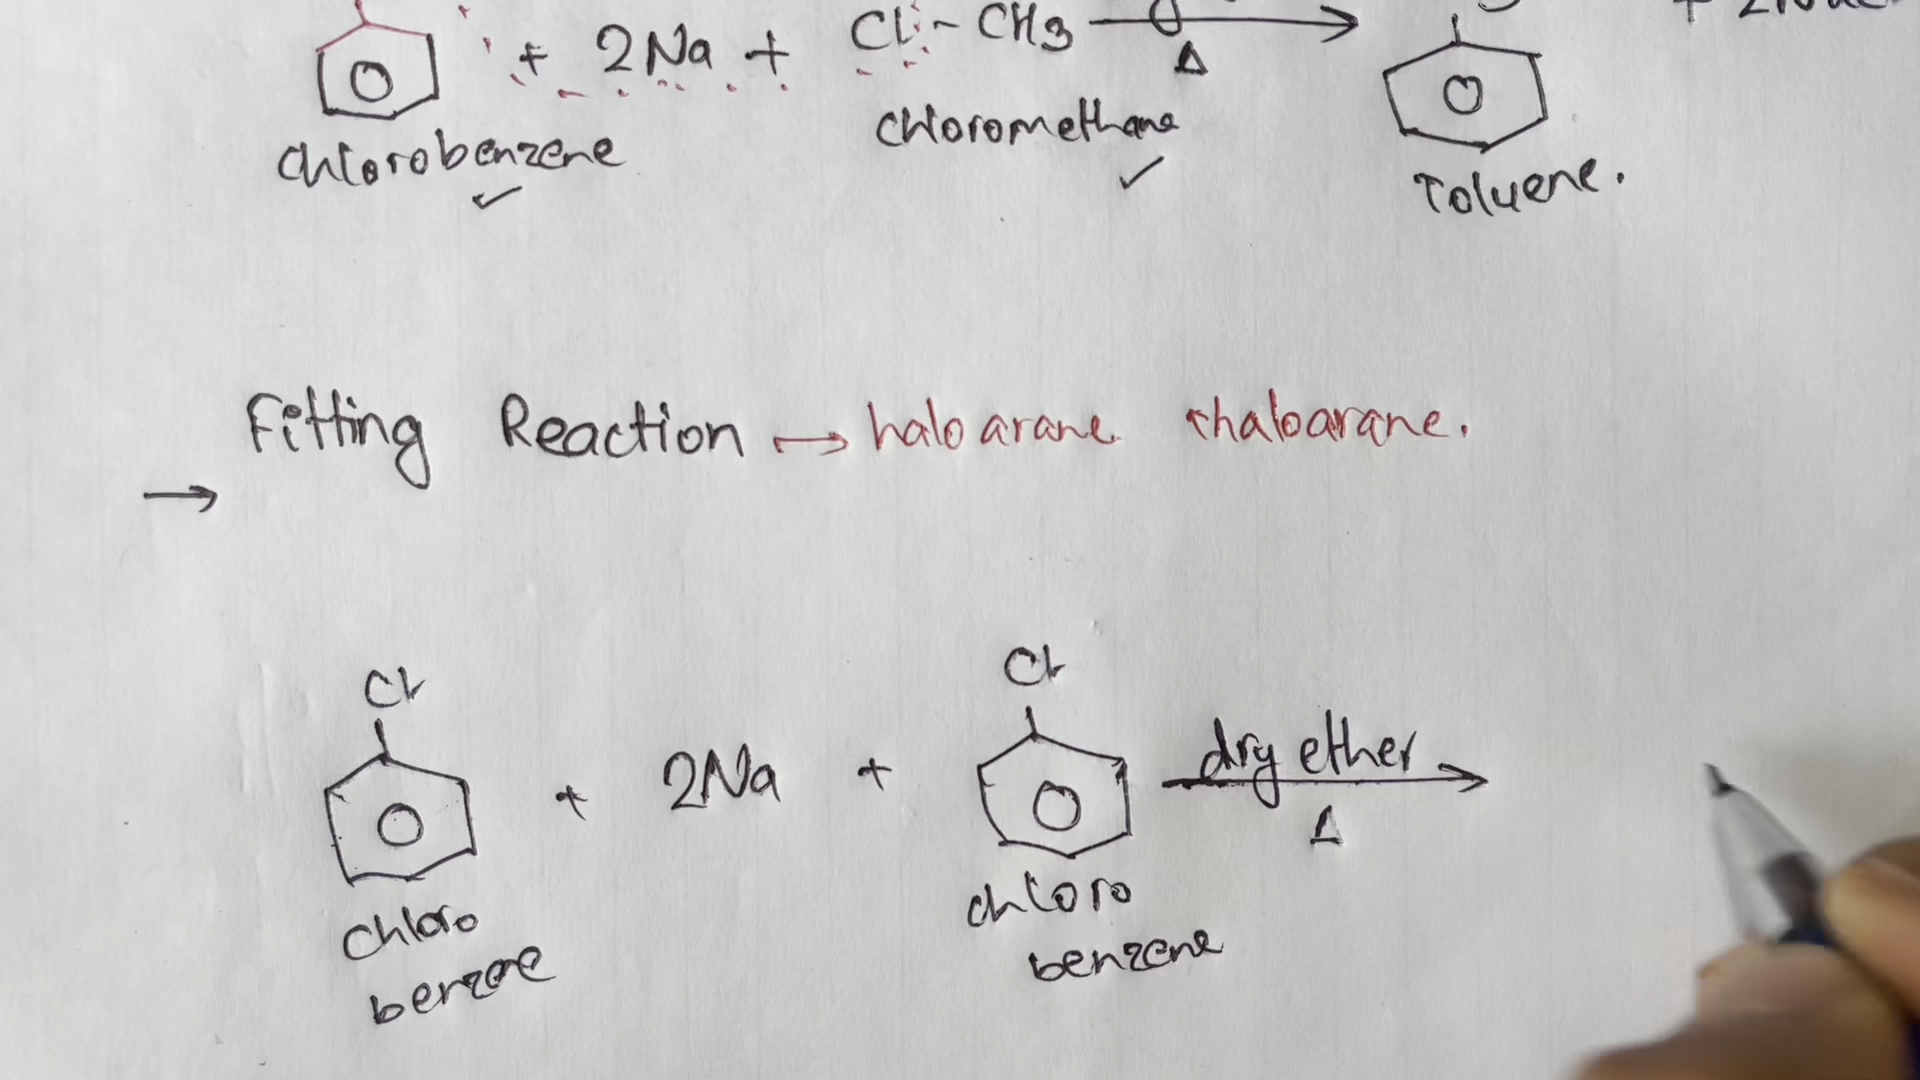 + 2Na + Cl - CH3 → Δ
Chlorobenzene
Chloromethane
Toluene.
Fitting Reaction → haloarane + haloarane.
→
Cl
Cl
+ 2Na + dry ether →
Δ
Chloro
benzene
chloro
benzene